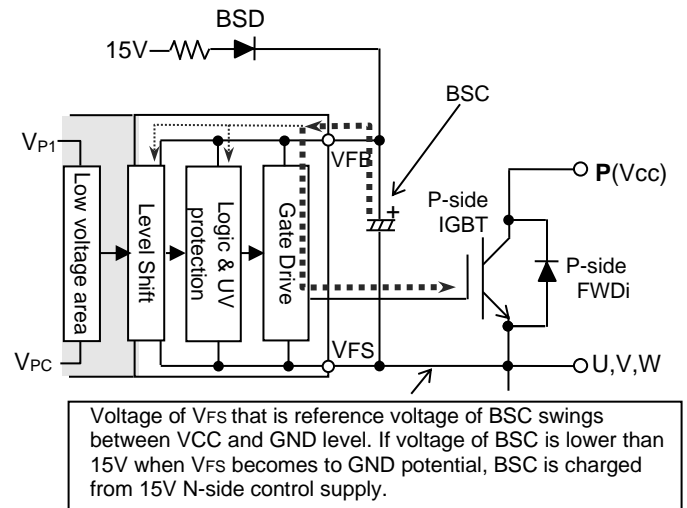 BSD
15V
BSC
VP1
VFB
P(Vcc)
P-side
IGBT
Low voltage area
Level Shift
Logic & UV
protection
Gate Drive
+
P-side
FWDi
VPC
VFS
U,V,W
Voltage of VFS that is reference voltage of BSC swings
between VCC and GND level. If voltage of BSC is lower than
15V when VFS becomes to GND potential, BSC is charged
from 15V N-side control supply.